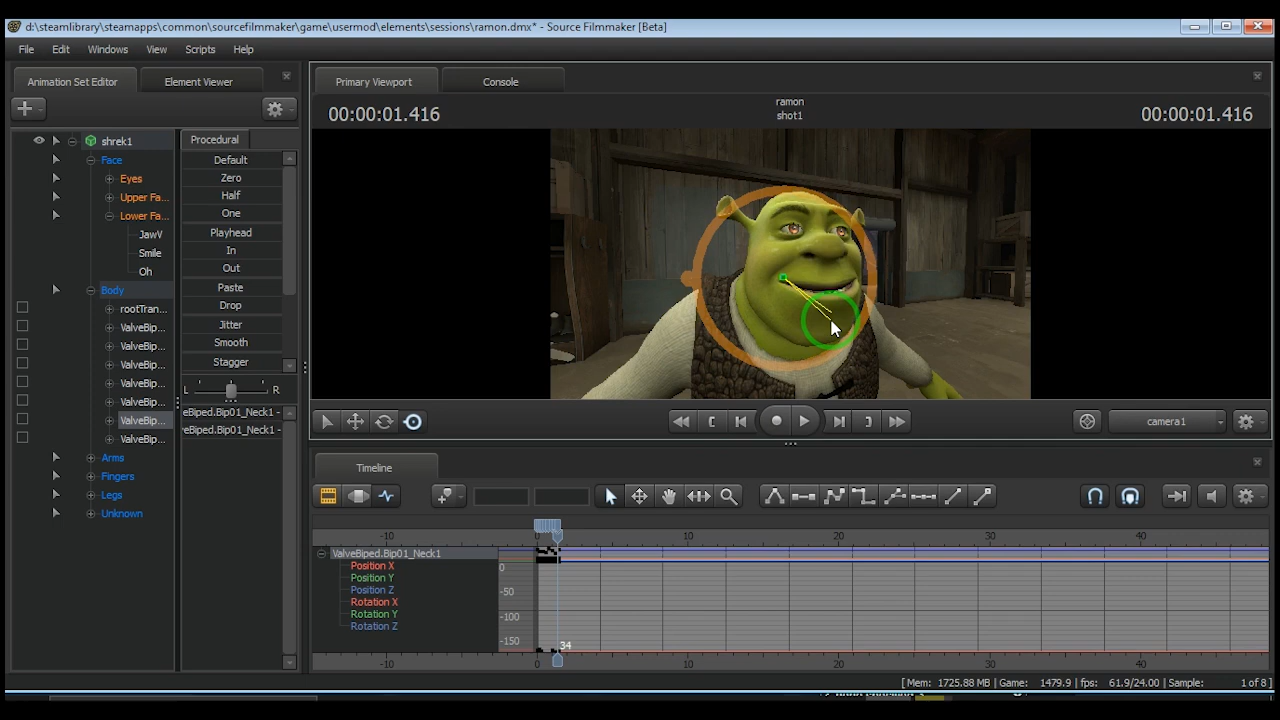 d:\steamlibrary\steamapps\common\sourcefilmmaker\game\usermod\elements\sessions\ramon.dmx* - Source Filmmaker [Beta]
File Edit Windows View Scripts Help
Animation Set Editor Element Viewer
Primary Viewport Console
00:00:01.416
ramon
shot1
00:00:01.416
shrek1
Face
Eyes
Upper Fa...
Lower Fa...
JawV
Smile
Oh
Body
rootTran...
ValveBip...
ValveBip...
ValveBip...
ValveBip...
ValveBip...
ValveBip...
ValveBip...
Arms
Fingers
Legs
Unknown
Procedural
Default
Zero
Half
One
Playhead
In
Out
Paste
Drop
Jitter
Smooth
Stagger
L R
eBiped.Bip01_Neck1 -
eBiped.Bip01_Neck1 -
camera1
Timeline
-10 0 10 20 30 40
ValveBiped.Bip01_Neck1
Position X
Position Y
Position Z
Rotation X
Rotation Y
Rotation Z
0
-50
-100
-150
34
-10 0 10 20 30 40
[ Mem: 1725.88 MB | Game: 1479.9 | fps: 61.9/24.00 Sample: 1 of 8 ]